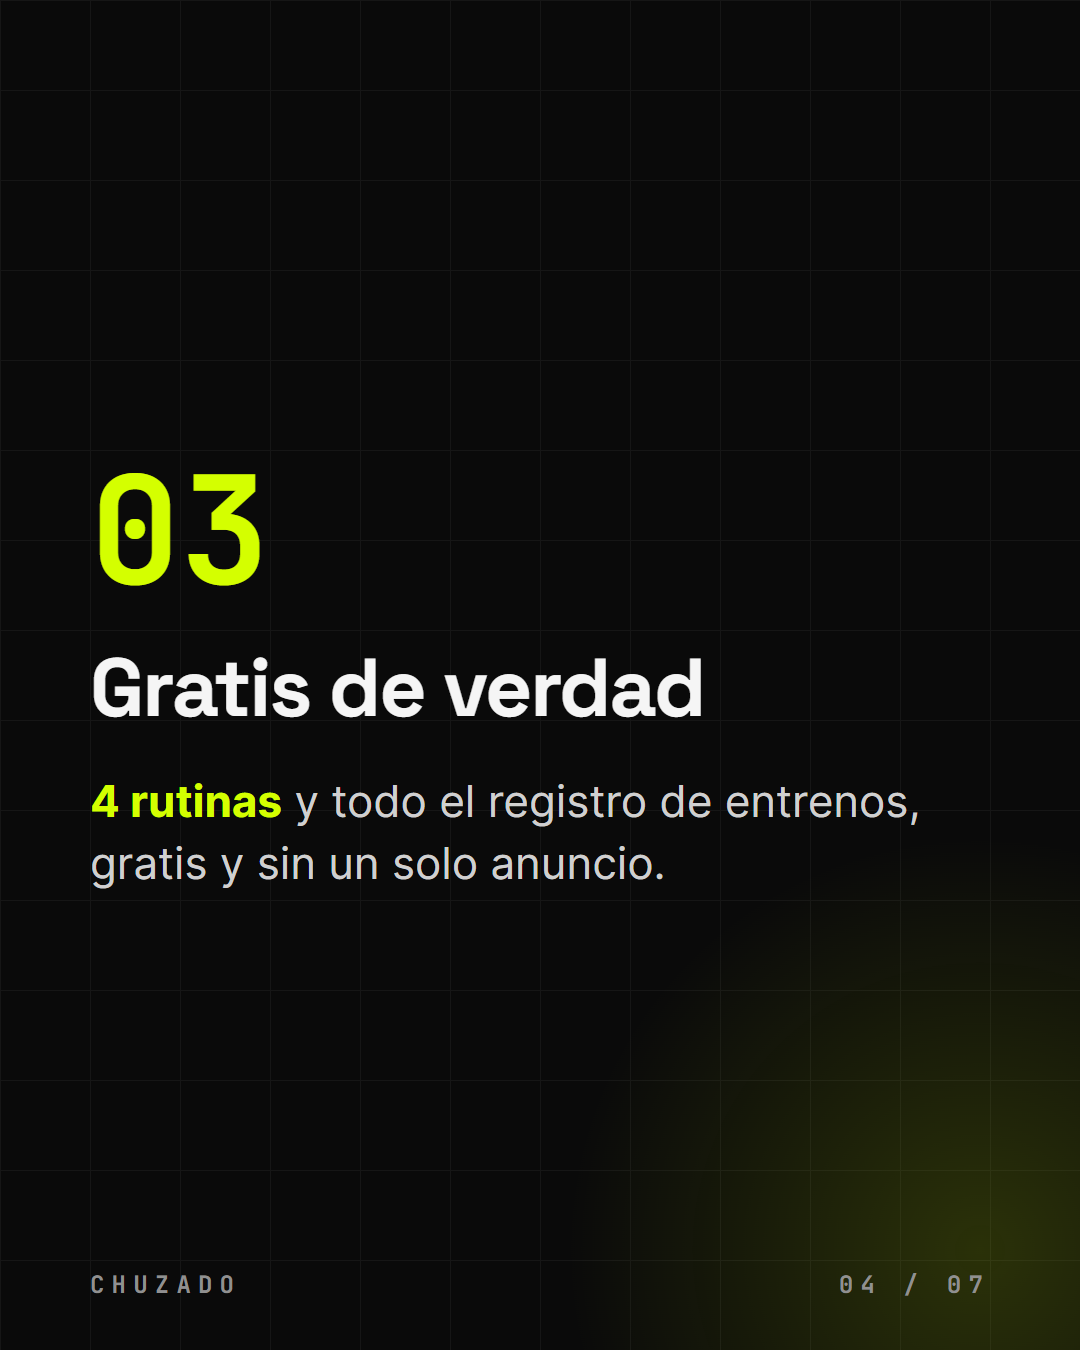 03
Gratis de verdad
4 rutinas y todo el registro de entrenos,
gratis y sin un solo anuncio.
CHUZADO
04 / 07